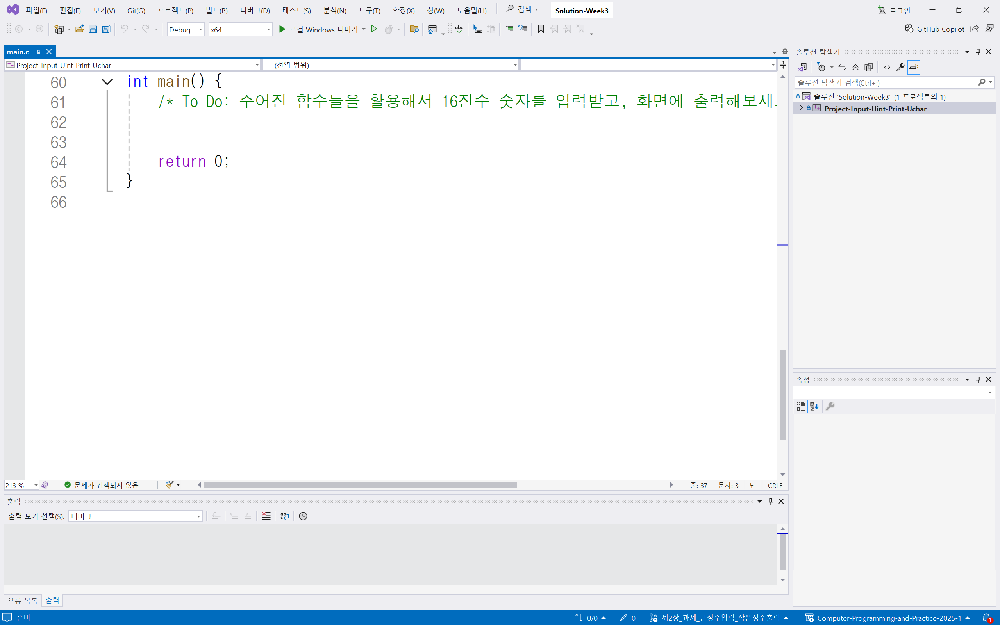 파일(F) 편집(E) 보기(V) Git(G) 프로젝트(P) 빌드(B) 디버그(D) 테스트(S) 분석(N) 도구(T) 확장(X) 창(W) 도움말(H) 검색 Solution-Week3 로그인
Debug x64 로컬 Windows 디버거 GitHub Copilot
main.c
Project-Input-Uint-Print-Uchar (전역 범위)
60 int main() {
61 /* To Do: 주어진 함수들을 활용해서 16진수 숫자를 입력받고, 화면에 출력해보세
62
63
64 return 0;
65 }
66
213 % 문제가 검색되지 않음 줄: 37 문자: 3 탭 CRLF
출력
출력 보기 선택(S): 디버그
오류 목록 출력
솔루션 탐색기
솔루션 탐색기 검색(Ctrl+;)
솔루션 'Solution-Week3' (1 프로젝트의 1)
Project-Input-Uint-Print-Uchar
속성
준비 0/0 0 제2장_과제_큰정수입력_작은정수출력 Computer-Programming-and-Practice-2025-1 1